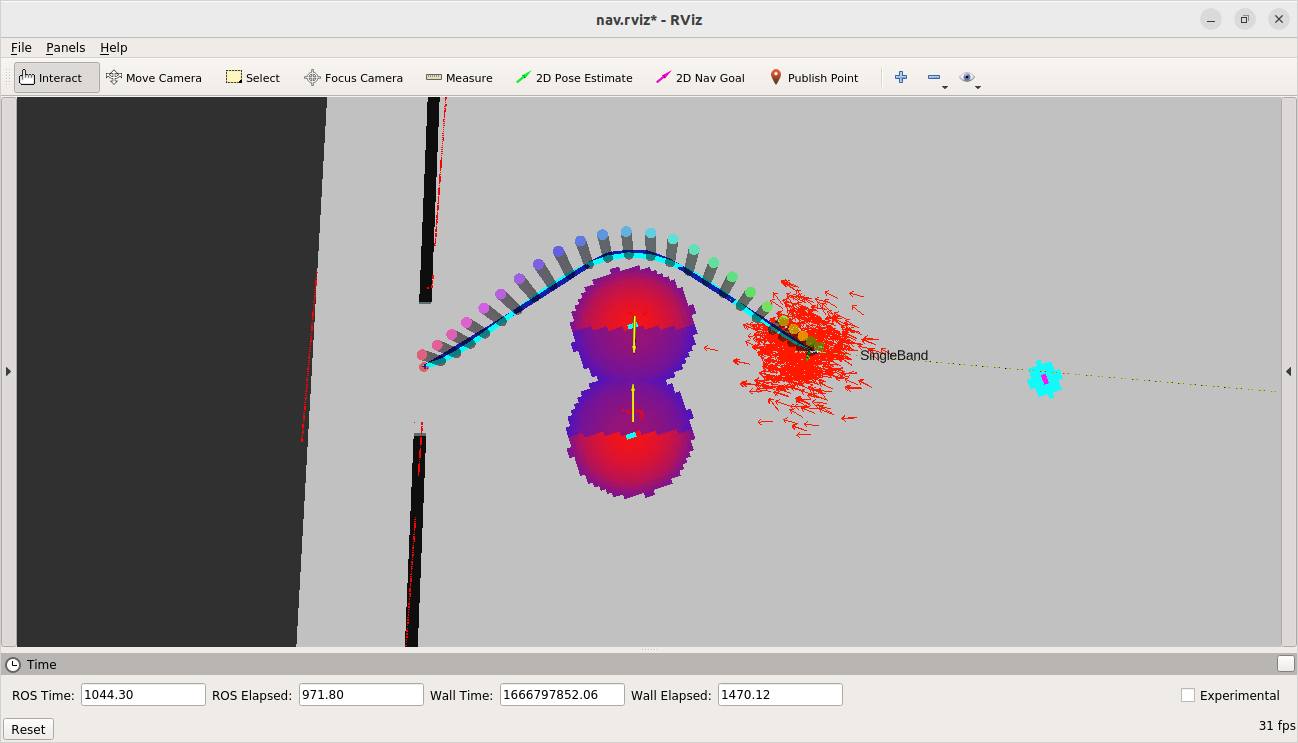 nav.rviz* - RViz
File Panels Help
Interact Move Camera Select Focus Camera Measure 2D Pose Estimate 2D Nav Goal Publish Point
SingleBand
Time
ROS Time: 1044.30 ROS Elapsed: 971.80 Wall Time: 1666797852.06 Wall Elapsed: 1470.12 Experimental
Reset 31 fps